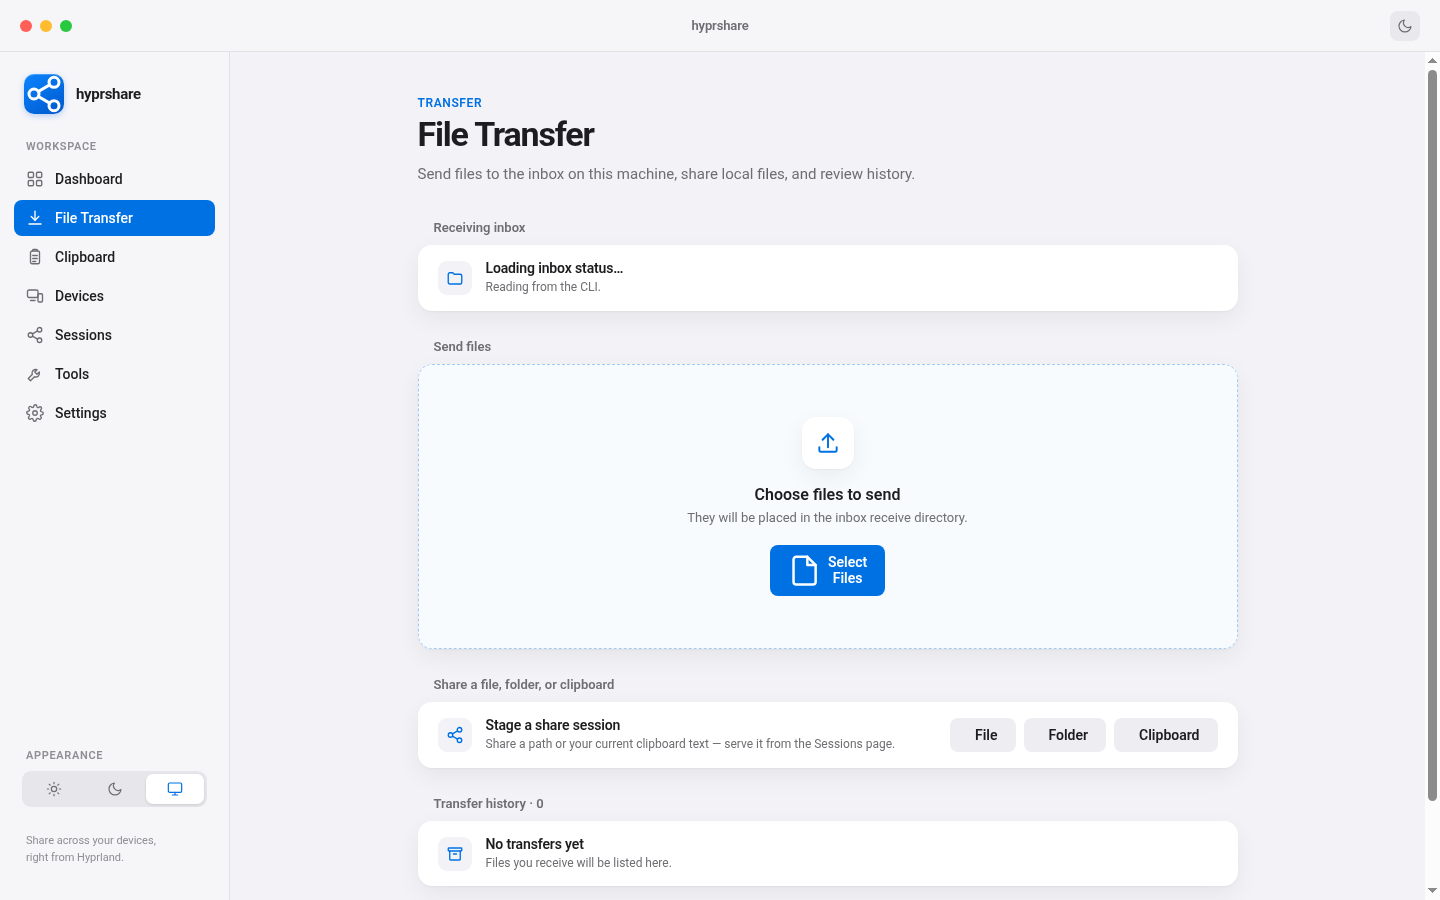 hyprshare
hyprshare
WORKSPACE
Dashboard
File Transfer
Clipboard
Devices
Sessions
Tools
Settings
APPEARANCE
Share across your devices,
right from Hyprland.
TRANSFER
File Transfer
Send files to the inbox on this machine, share local files, and review history.
Receiving inbox
Loading inbox status…
Reading from the CLI.
Send files
Choose files to send
They will be placed in the inbox receive directory.
Select
Files
Share a file, folder, or clipboard
Stage a share session
Share a path or your current clipboard text — serve it from the Sessions page.
File
Folder
Clipboard
Transfer history · 0
No transfers yet
Files you receive will be listed here.